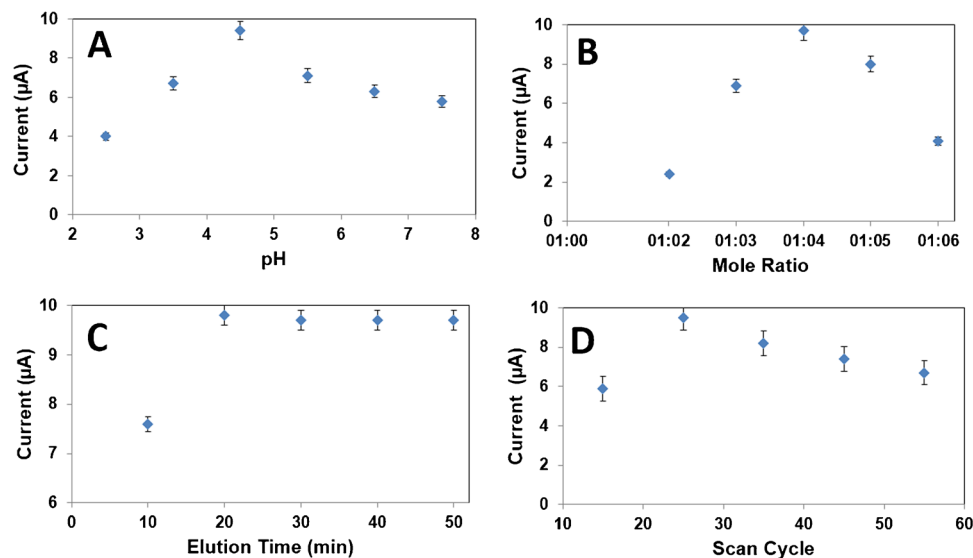 A
Current (µA)
10
8
6
4
2
0
2 3 4 5 6 7 8
pH
B
Current (µA)
10
8
6
4
2
0
01:00 01:02 01:03 01:04 01:05 01:06
Mole Ratio
C
Current (µA)
10
9
8
7
6
0 10 20 30 40 50
Elution Time (min)
D
Current (µA)
10
8
6
4
2
0
10 20 30 40 50 60
Scan Cycle